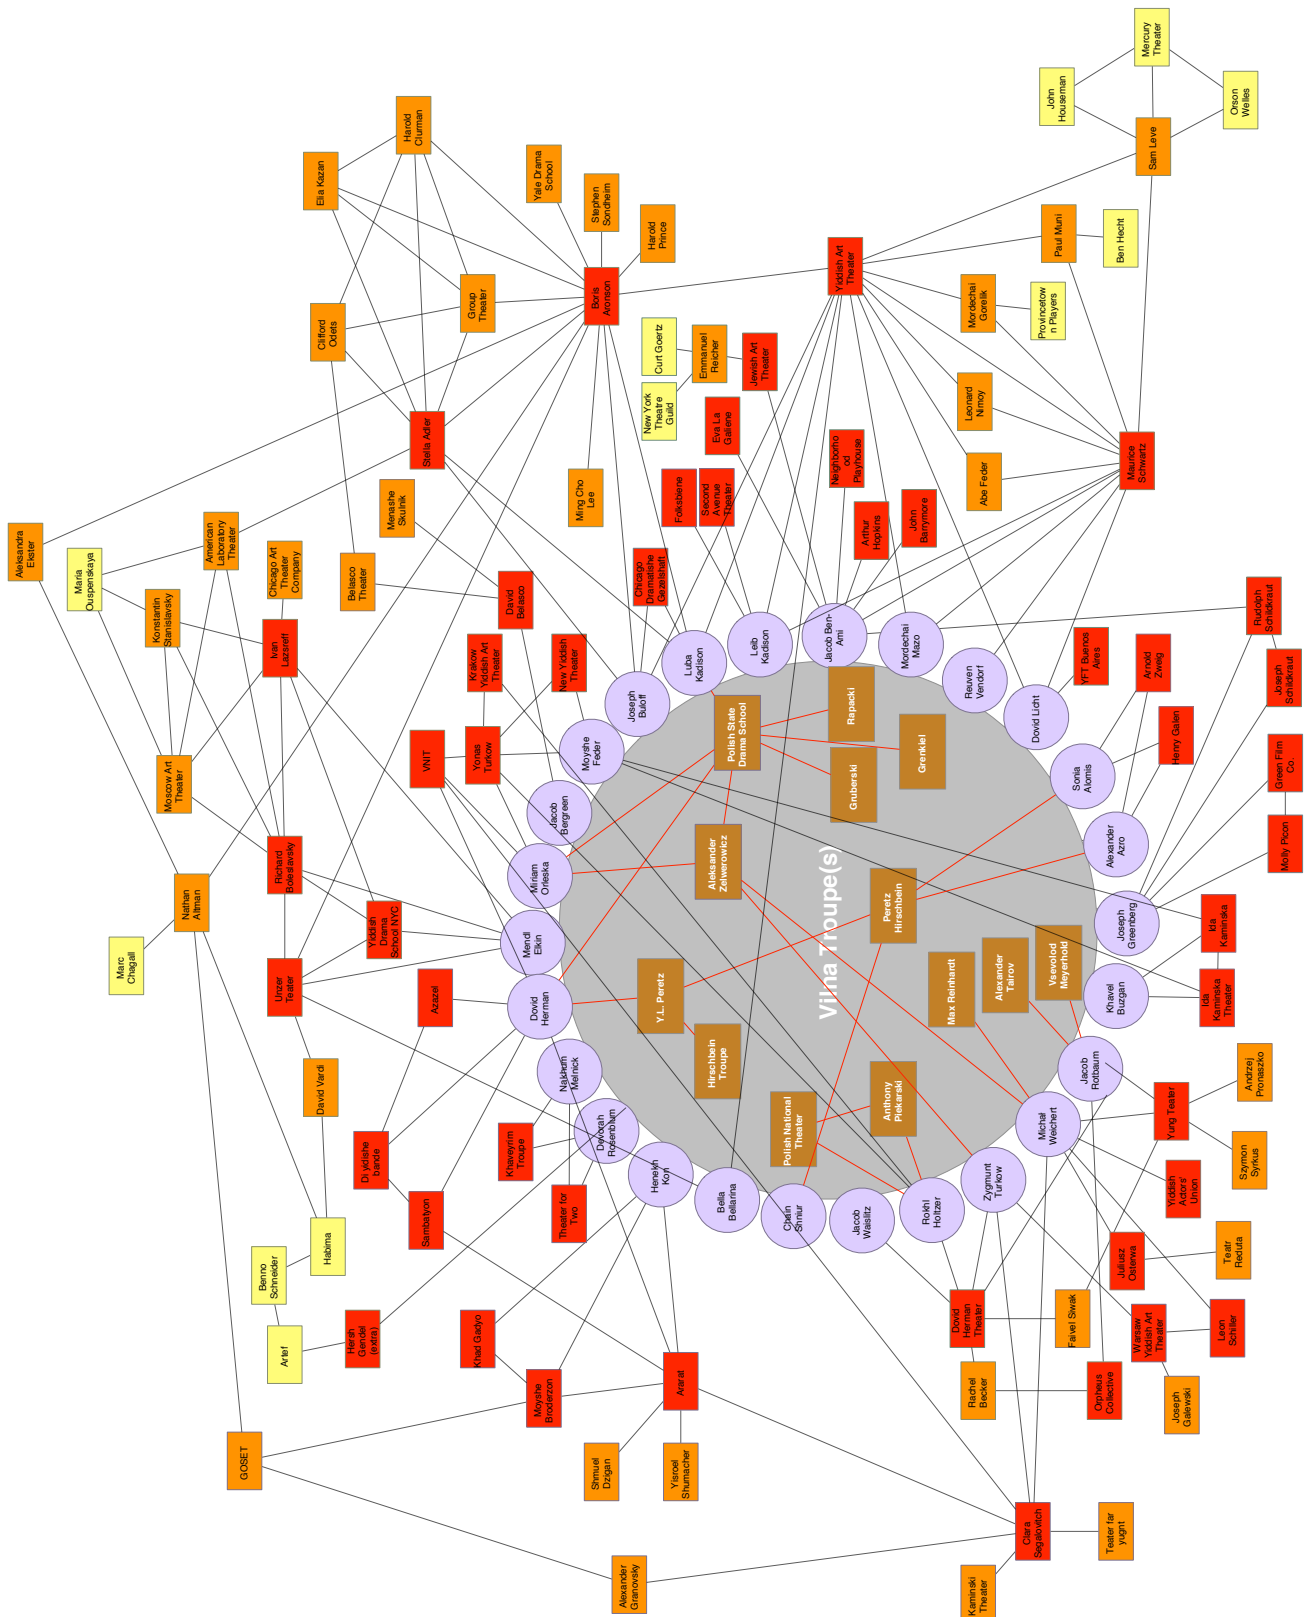 Aleksandra
Ekster
Maria
Ouspenskaya
Marc
Chagall
Konstantin
Stanislavsky
Moscow Art
Theater
Nathan
Altman
American
Laboratory
Theater
GOSET
Chicago Art
Theater
Company
Ivan
Lazsreff
Richard
Boleslavsky
Unzer
Teater
Benno
Schneider
Artef
Habima
David Vardi
Elia Kazan
Clifford
Odets
Harold
Clurman
Belasco
Theater
Menashe
Skulnik
Yiddish
Drama
School NYC
Di yidishe
bande
Hersh
Gendel
(extra)
Stella Adler
VNIT
Azazel
Sambatyon
Group
Theater
Krakow
Yiddish Art
Theater
Yonas
Turkow
Khad Gadyo
David
Belasco
Khaveyrim
Troupe
Moyshe
Broderzon
Yale Drama
School
Stephen
Sondheim
Harold
Prince
Boris
Aronson
Ming Cho
Lee
New Yiddish
Theater
Theater for
Two
Shmuel
Dzigan
Yisroel
Shumacher
Ararat
Alexander
Granovsky
Moyshe
Feder
Jacob
Bergreen
Miriam
Orleska
Mendl
Elkin
Dovid
Herman
Nakhum
Melnick
Devorah
Rosenblum
Henekh
Kon
Joseph
Buloff
Luba
Kadison
Chicago
Dramatishe
Gezelshaft
Curt Goertz
New York
Theatre
Guild
Emmanuel
Reicher
Jewish Art
Theater
Eva La
Galiene
Folksbiene
Second
Avenue
Theater
Leib
Kadison
Bella
Bellarina
Polish State
Drama School
Aleksander
Zelwerowicz
Y.L. Peretz
Hirschbein
Troupe
Vilna Troupe(s)
Rapacki
Gruberski
Grenkiel
Peretz
Hirschbein
Max Reinhardt
Alexander
Tairov
Vsevolod
Meyerhold
Polish National
Theater
Anthony
Piekarski
Chaim
Shniur
Jacob
Waislitz
Rokhl
Holtzer
Zygmunt
Turkow
Yiddish Art
Theater
Neighborho
od
Playhouse
Arthur
Hopkins
John
Barrymore
Jacob Ben-
Ami
Mordechai
Mazo
Reuven
Vendorf
Dovid Licht
Sonia
Alomis
Alexander
Azro
Joseph
Greenberg
Khavel
Buzgan
Jacob
Rotbaum
Michal
Weichert
Mordechai
Gorelik
Leonard
Nimoy
Abe Feder
Provincetow
n Players
John
Houseman
Mercury
Theater
Orson
Welles
Sam Leve
Paul Muni
Ben Hecht
Maurice
Schwartz
YFT Buenos
Aires
Arnold
Zweig
Henry Galen
Rudolph
Schildkraut
Joseph
Schildkraut
Green Film
Co..
Molly Picon
Ida
Kaminska
Ida
Kaminska
Theater
Dovid
Herman
Theater
Rachel
Becker
Faivel Siwak
Orpheus
Collective
Kaminski
Theater
Clara
Segalovitch
Teater far
yugnt
Juliusz
Osterwa
Warsaw
Yiddish Art
Theater
Joseph
Galewski
Yung Teater
Yiddish
Actors'
Union
Leon
Schiller
Teatr
Reduta
Andrzej
Pronaszko
Szymon
Syrkus